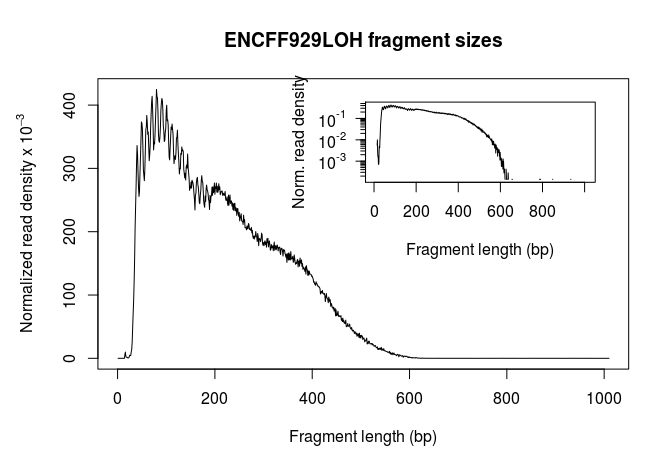 ENCFF929LOH fragment sizes
Normalized read density x 10⁻³
400
300
200
100
0
0 200 400 600 800 1000
Fragment length (bp)
Norm. read density
10⁻¹
10⁻²
10⁻³
0 200 400 600 800
Fragment length (bp)